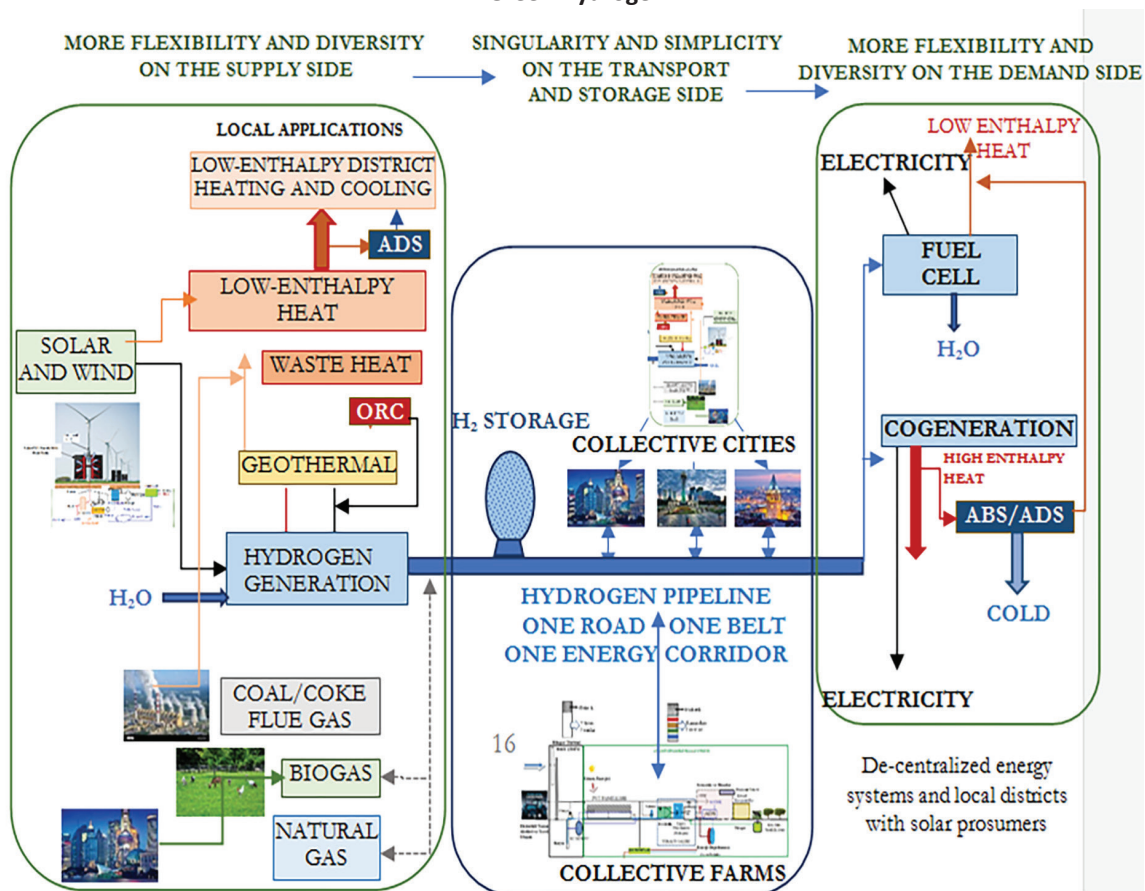 MORE FLEXIBILITY AND DIVERSITY
ON THE SUPPLY SIDE
SINGULARITY AND SIMPLICITY
ON THE TRANSPORT
AND STORAGE SIDE
MORE FLEXIBILITY AND
DIVERSITY ON THE DEMAND SIDE
LOCAL APPLICATIONS
LOW-ENTHALPY DISTRICT
HEATING AND COOLING
ADS
LOW-ENTHALPY
HEAT
SOLAR
AND WIND
WASTE HEAT
ORC
GEOTHERMAL
HYDROGEN
GENERATION
H₂O
COAL/COKE
FLUE GAS
BIOGAS
NATURAL
GAS
H₂ STORAGE
COLLECTIVE CITIES
HYDROGEN PIPELINE
ONE ROAD ONE BELT
ONE ENERGY CORRIDOR
16
COLLECTIVE FARMS
LOW ENTHALPY
HEAT
ELECTRICITY
FUEL
CELL
H₂O
COGENERATION
HIGH ENTHALPY
HEAT
ABS/ADS
COLD
ELECTRICITY
De-centralized energy
systems and local districts
with solar prosumers